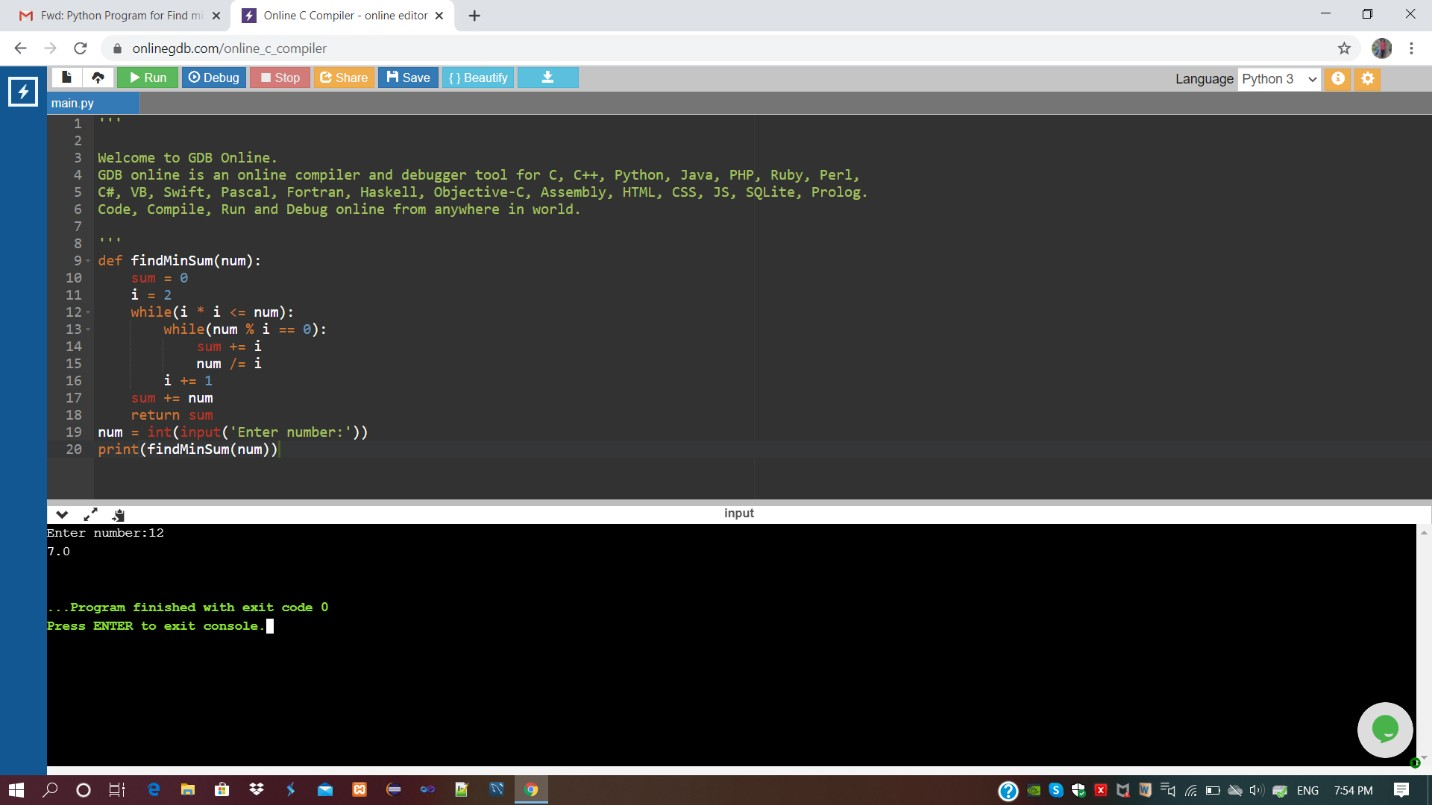 Fwd: Python Program for Find mi
Online C Compiler - online editor
onlinegdb.com/online_c_compiler
Run Debug Stop Share Save { } Beautify
Language Python 3
main.py
1 '''
2
3 Welcome to GDB Online.
4 GDB online is an online compiler and debugger tool for C, C++, Python, Java, PHP, Ruby, Perl,
5 C#, VB, Swift, Pascal, Fortran, Haskell, Objective-C, Assembly, HTML, CSS, JS, SQLite, Prolog.
6 Code, Compile, Run and Debug online from anywhere in world.
7
8 '''
9 def findMinSum(num):
10 sum = 0
11 i = 2
12 while(i * i <= num):
13 while(num % i == 0):
14 sum += i
15 num /= i
16 i += 1
17 sum += num
18 return sum
19 num = int(input('Enter number:'))
20 print(findMinSum(num))
input
Enter number:12
7.0
...Program finished with exit code 0
Press ENTER to exit console.
ENG 7:54 PM